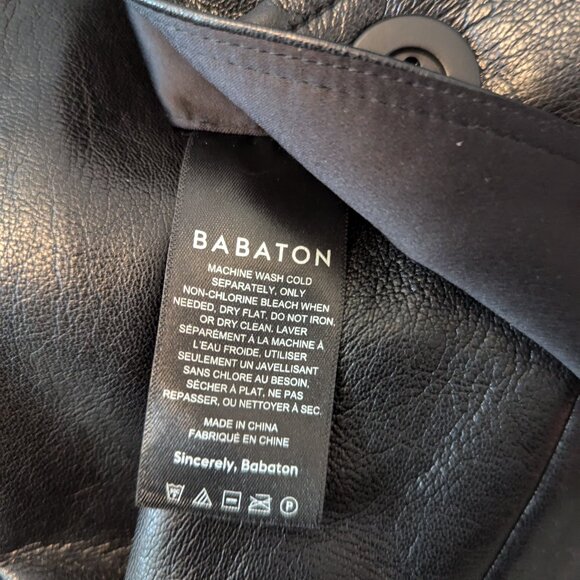 BABATON
MACHINE WASH COLD
SEPARATELY, ONLY
NON-CHLORINE BLEACH WHEN
NEEDED, DRY FLAT. DO NOT IRON,
OR DRY CLEAN. LAVER
SÉPARÉMENT À LA MACHINE À
L'EAU FROIDE, UTILISER
SEULEMENT UN JAVELLISANT
SANS CHLORE AU BESOIN.
SÉCHER À PLAT, NE PAS
REPASSER, OU NETTOYER À SEC.
MADE IN CHINA
FABRIQUÉ EN CHINE
Sincerely, Babaton
P